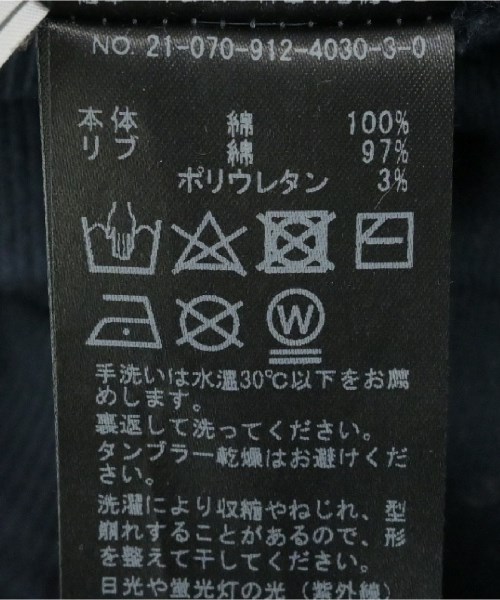 NO. 21-070-912-4030-3-0
本体 綿 100%
リブ 綿 97%
ポリウレタン 3%
W
手洗いは水温30℃以下をお薦
めします。
裏返して洗ってください。
タンブラー乾燥はお避けくだ
さい。
洗濯により収縮やねじれ、型
崩れすることがあるので、形
を整えて干してください。
日光や蛍光灯の光（紫外線）